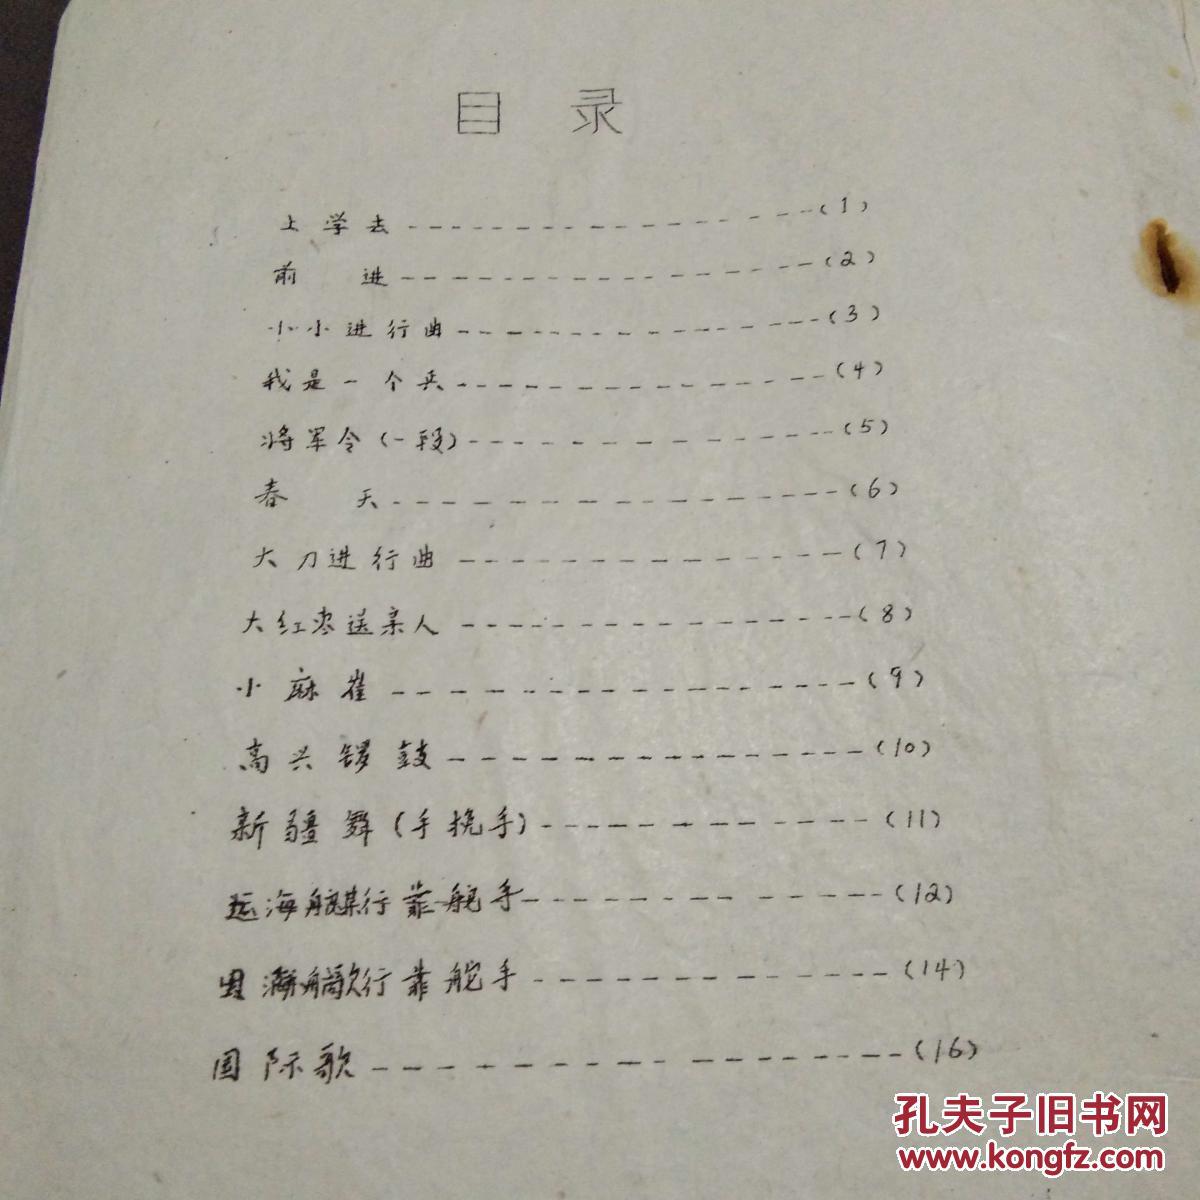 目 录
上学去 ---------------- (1)
前 进 ---------------- (2)
小小进行曲 ---------------- (3)
我是一个兵 ---------------- (4)
将军令(一段) ---------------- (5)
春 天 ---------------- (6)
大刀进行曲 ---------------- (7)
大红枣送亲人 ---------------- (8)
小麻雀 ---------------- (9)
高兴锣鼓 ---------------- (10)
新疆舞(手挽手) ---------------- (11)
海 行靠舵手 ---------------- (12)
行靠舵手 ---------------- (14)
国际歌 ---------------- (16)
孔夫子旧书网
www.kongfz.com